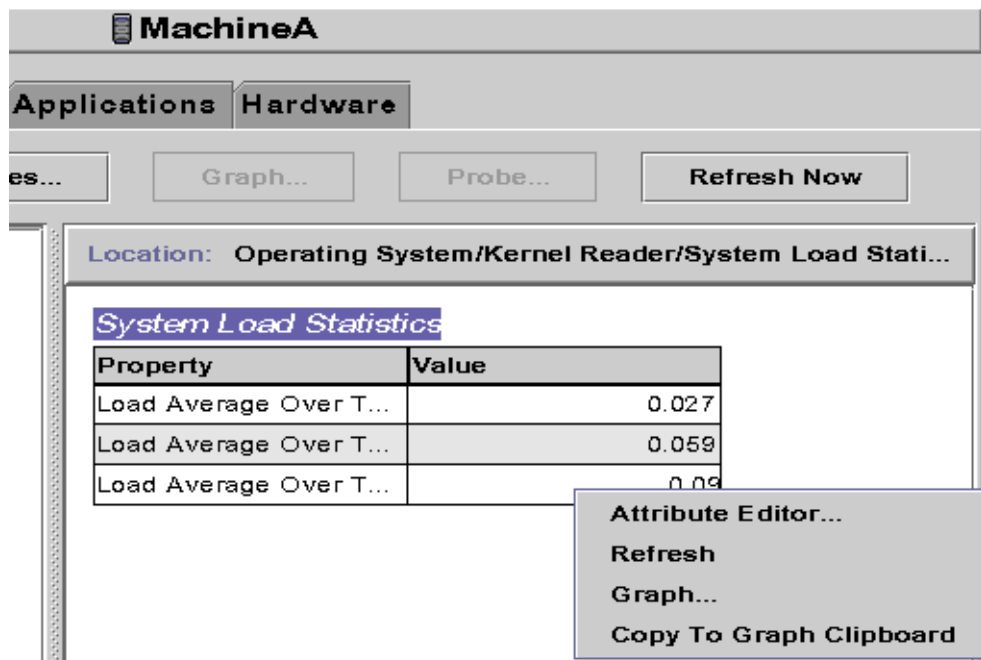 MachineA
Applications Hardware
es... Graph... Probe... Refresh Now
Location: Operating System/Kernel Reader/System Load Stati...
System Load Statistics
Property Value
Load Average Over T... 0.027
Load Average Over T... 0.059
Load Average Over T... 0.09
Attribute Editor...
Refresh
Graph...
Copy To Graph Clipboard